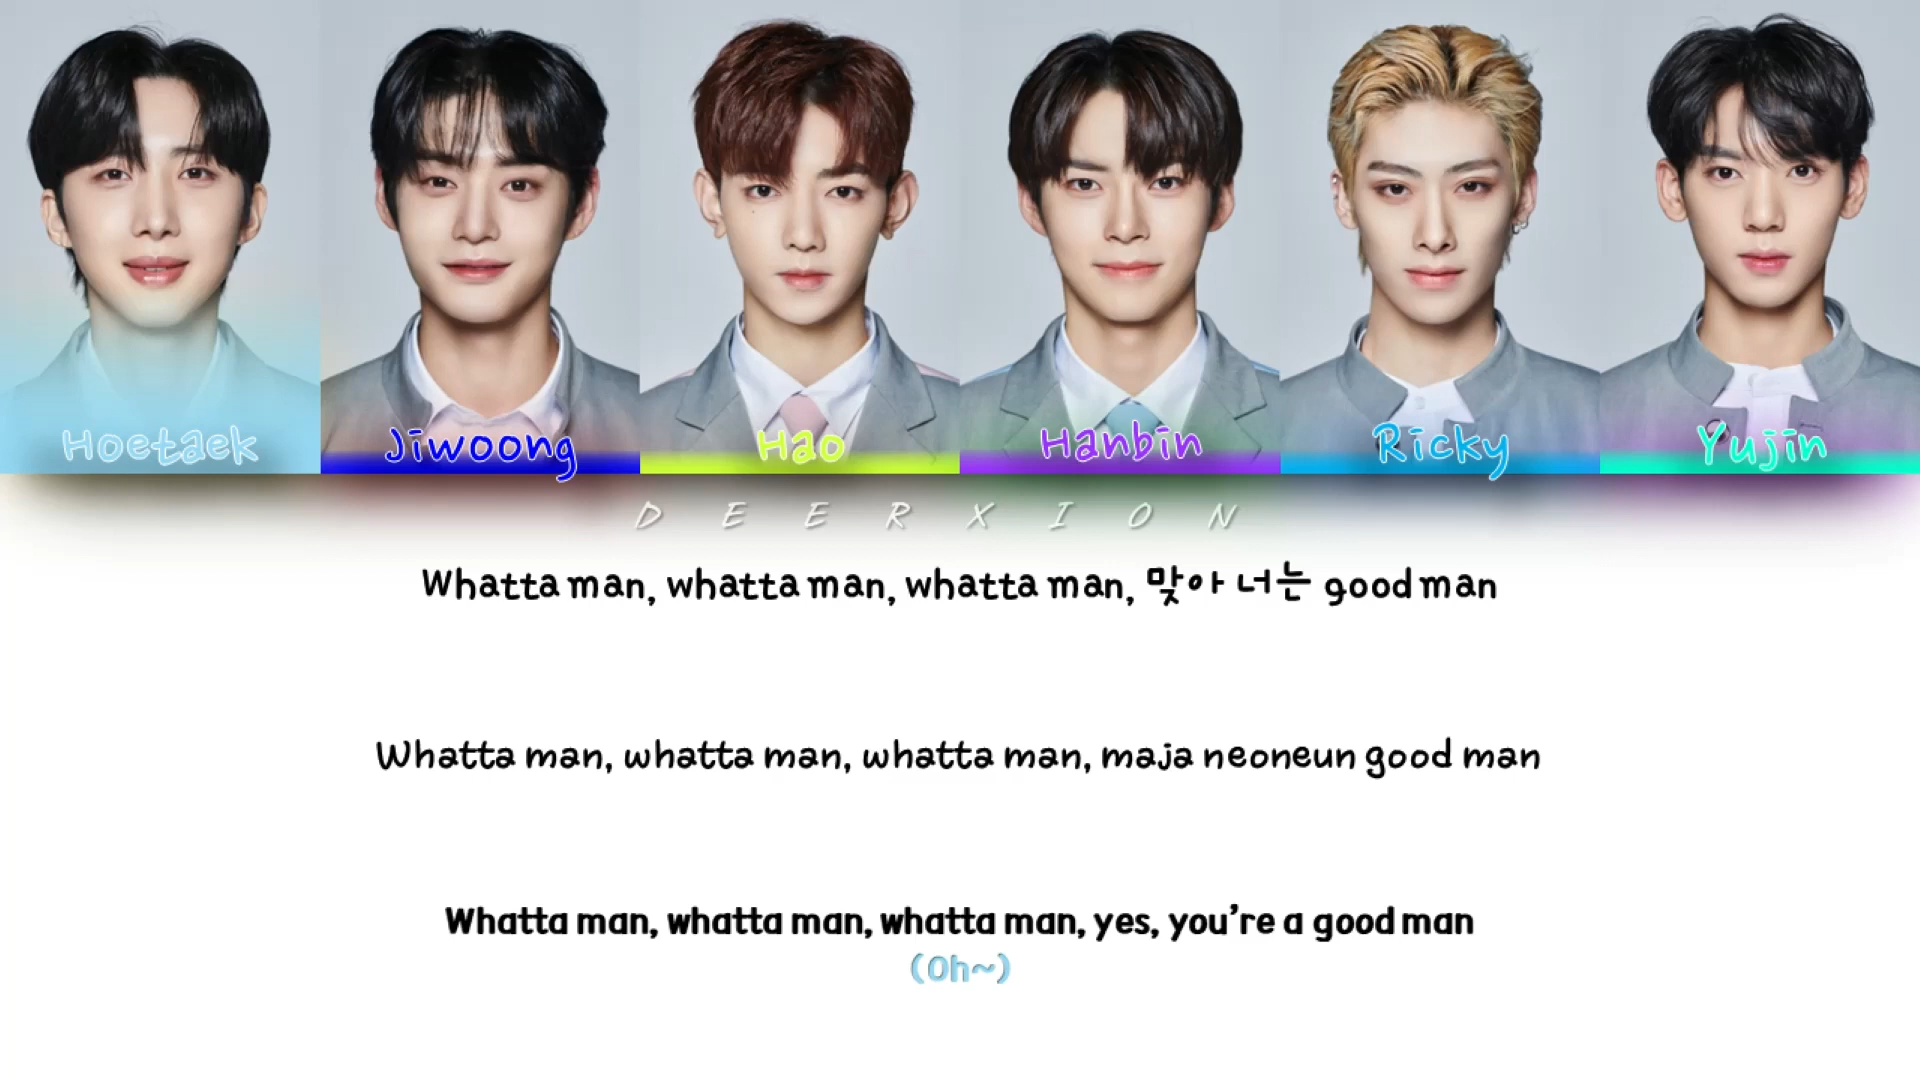 Hoetaek
Jiwoong
Hao
Hanbin
Ricky
Yujin
DEERXION
Whatta man, whatta man, whatta man, 맞아 너는 good man
Whatta man, whatta man, whatta man, maja neoneun good man
Whatta man, whatta man, whatta man, yes, you're a good man
(Oh~)